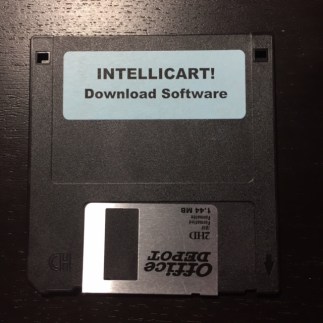 INTELLICART!
Download Software
Office
DEPOT
2HD
1.44 MB